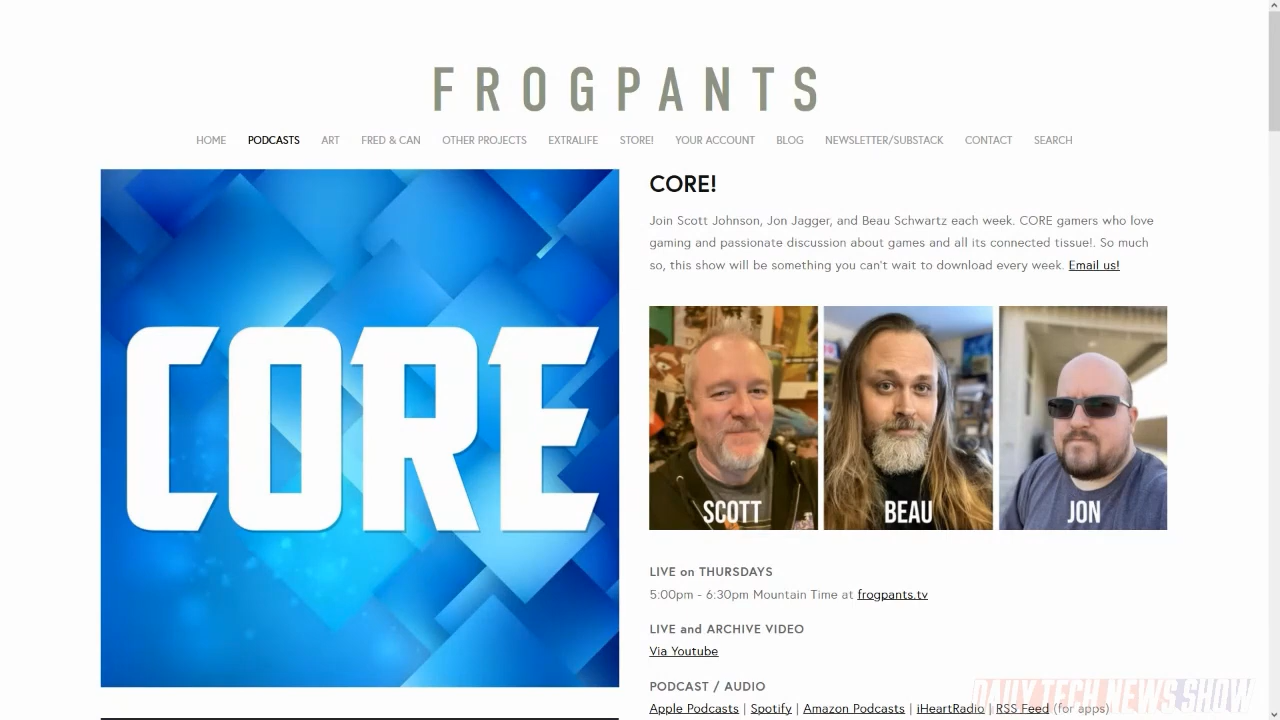 FROGPANTS
HOME PODCASTS ART FRED & CAN OTHER PROJECTS EXTRALIFE STORE! YOUR ACCOUNT BLOG NEWSLETTER/SUBSTACK CONTACT SEARCH
CORE
CORE!
Join Scott Johnson, Jon Jagger, and Beau Schwartz each week. CORE gamers who love
gaming and passionate discussion about games and all its connected tissue!. So much
so, this show will be something you can't wait to download every week. Email us!
SCOTT BEAU JON
LIVE on THURSDAYS
5:00pm - 6:30pm Mountain Time at frogpants.tv
LIVE and ARCHIVE VIDEO
Via Youtube
PODCAST / AUDIO
Apple Podcasts | Spotify | Amazon Podcasts | iHeartRadio | RSS Feed (for apps)
DAILY TECH NEWS SHOW